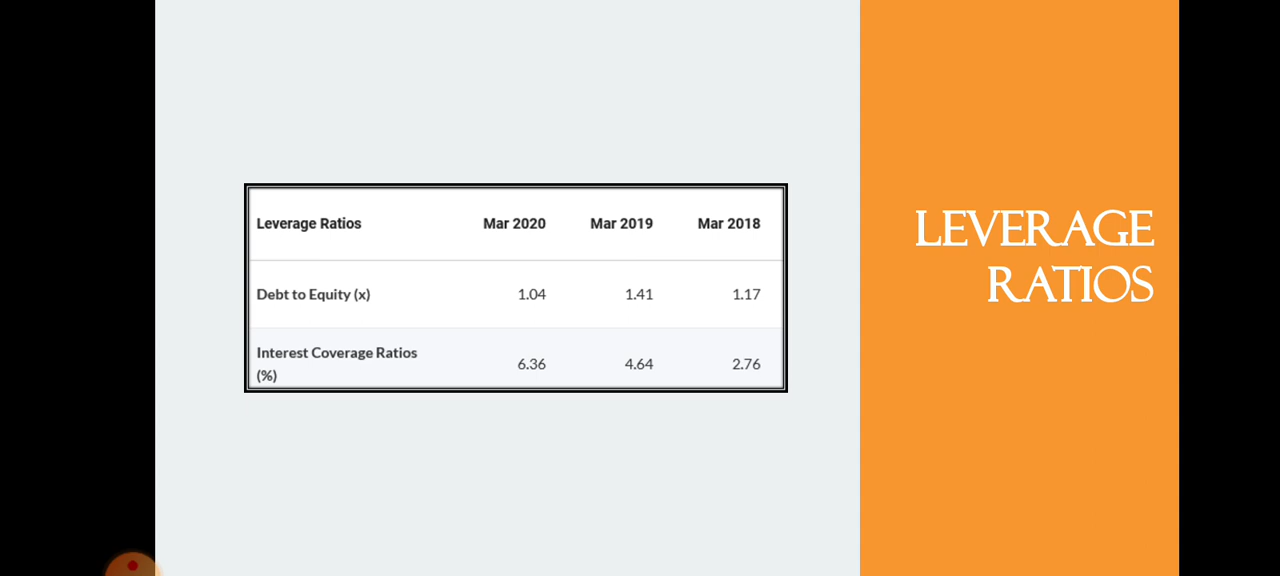 Leverage Ratios Mar 2020 Mar 2019 Mar 2018
Debt to Equity (x) 1.04 1.41 1.17
Interest Coverage Ratios
(%) 6.36 4.64 2.76
LEVERAGE
RATIOS